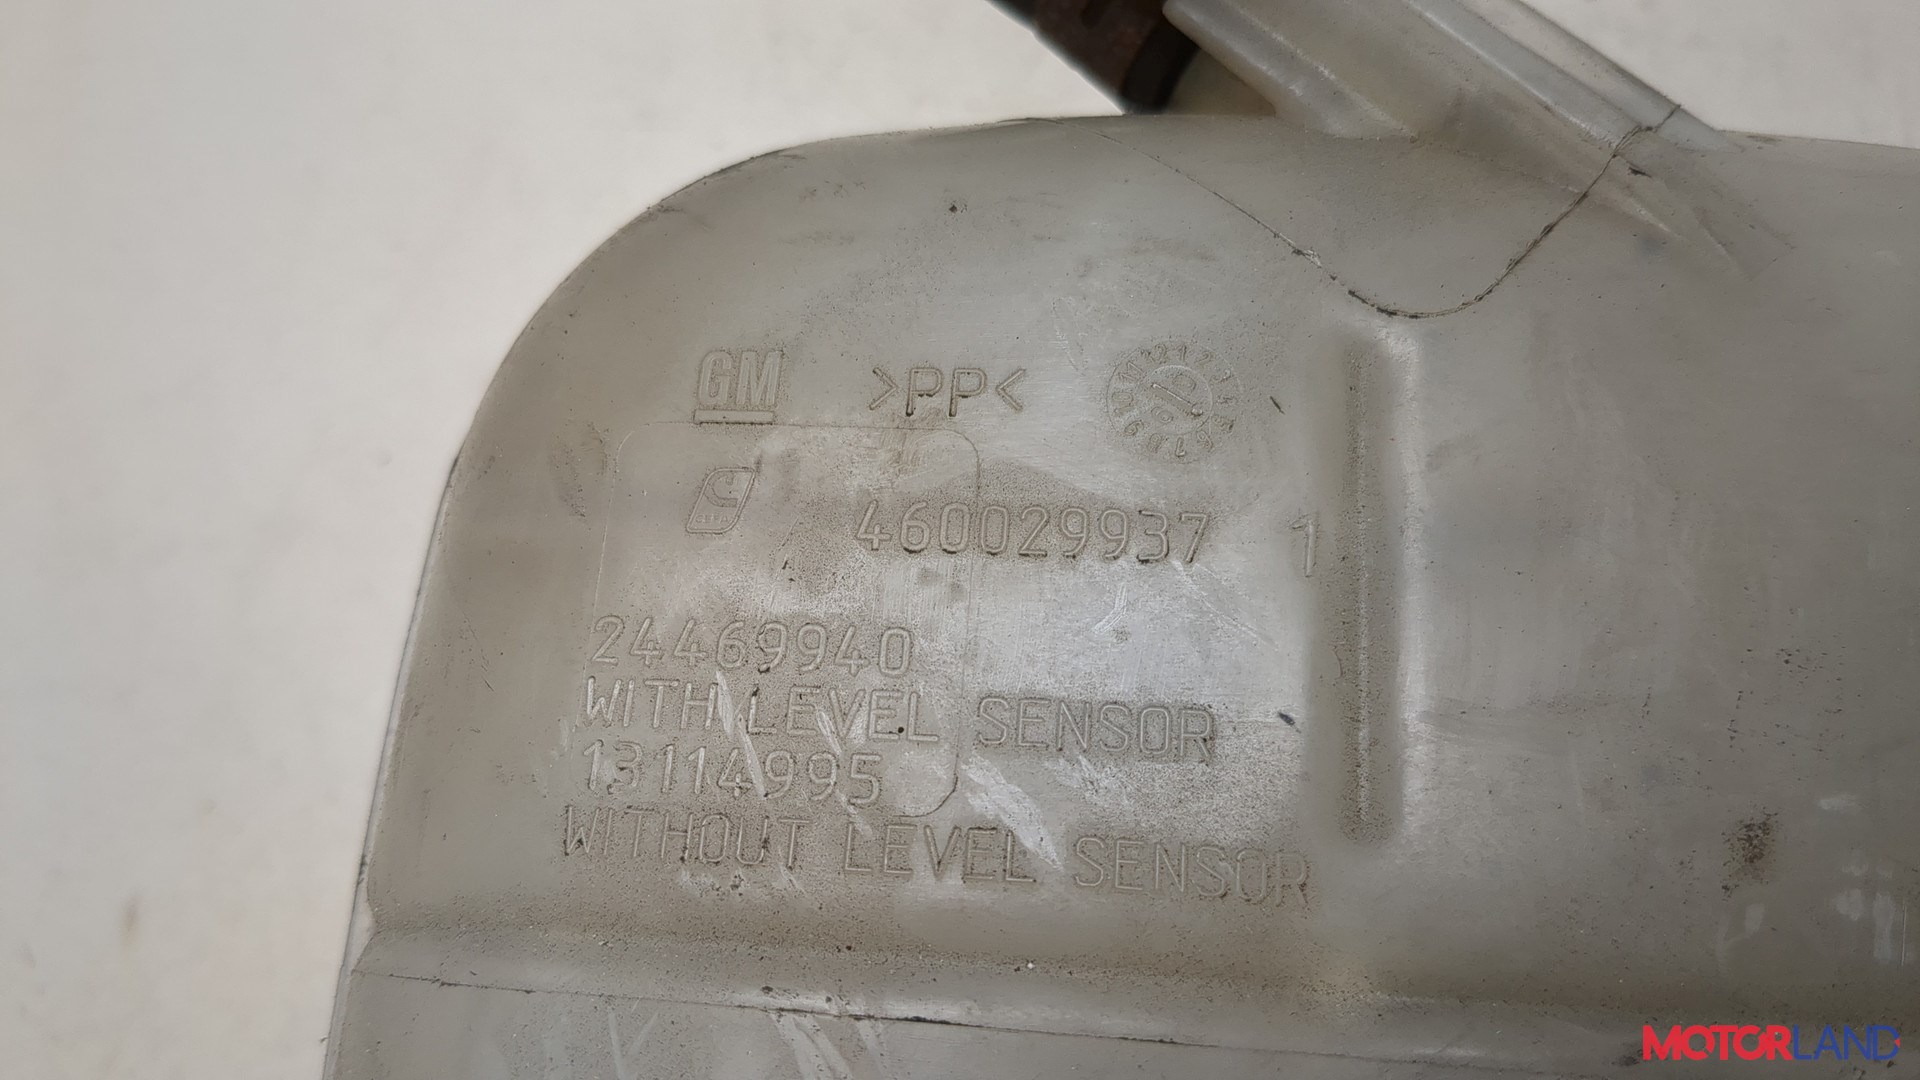 GM >PP<
460029937 1
24469940
WITH LEVEL SENSOR
13114995
WITHOUT LEVEL SENSOR
MOTORLAND